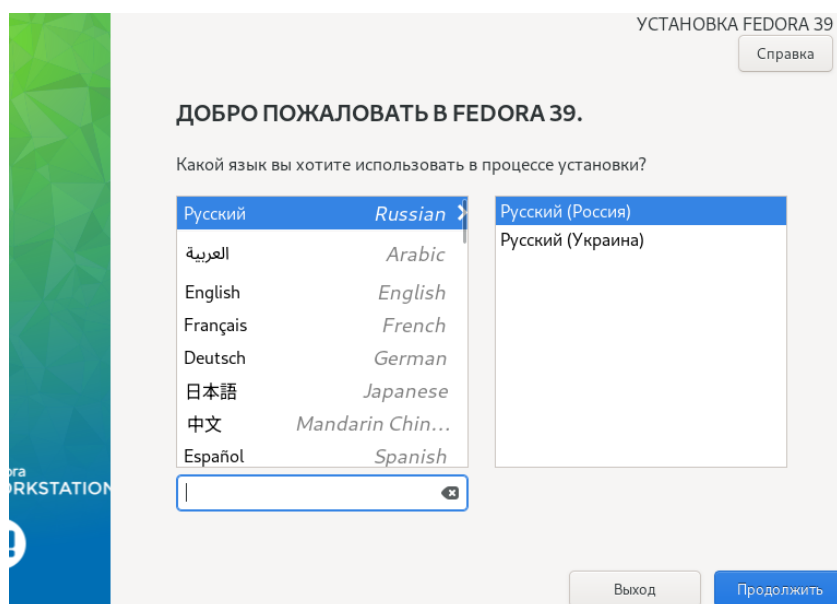 УСТАНОВКА FEDORA 39
Справка
ДОБРО ПОЖАЛОВАТЬ В FEDORA 39.
Какой язык вы хотите использовать в процессе установки?
Русский Russian
العربية Arabic
English English
Français French
Deutsch German
日本語 Japanese
中文 Mandarin Chin...
Español Spanish
Русский (Россия)
Русский (Украина)
ora
ORKSTATION
Выход
Продолжить